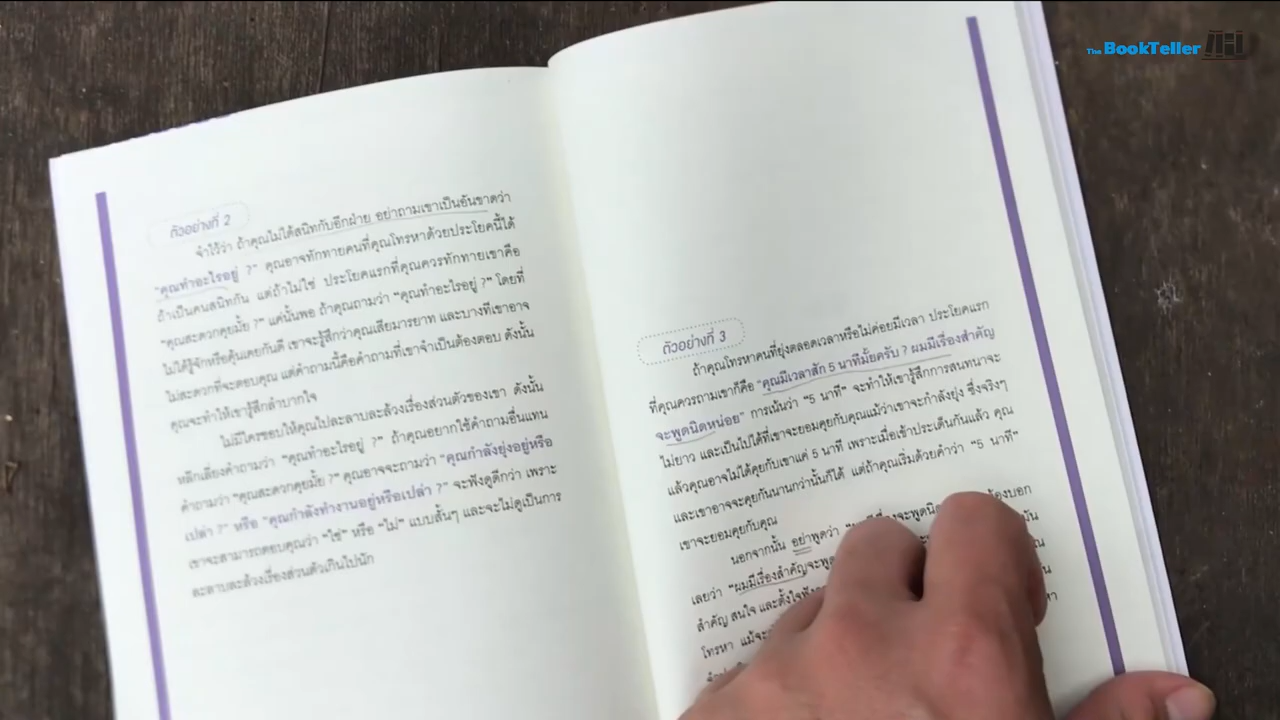 The BookTeller
ตัวอย่างที่ 2
จำไว้ว่า ถ้าคุณไม่ได้สนิทกับอีกฝ่าย อย่าถามเขาเป็นอันขาดว่า
"คุณทำอะไรอยู่ ?" คุณอาจทักทายคนที่คุณโทรหาด้วยประโยคนี้ได้
ถ้าเป็นคนสนิทกัน แต่ถ้าไม่ใช่ ประโยคแรกที่คุณควรทักทายเขาคือ
"คุณสะดวกคุยมั้ย ?" แค่นั้นพอ ถ้าคุณถามว่า "คุณทำอะไรอยู่ ?" โดยที่
ไม่ได้รู้จักหรือคุ้นเคยกันดี เขาจะรู้สึกว่าคุณเสียมารยาท และบางทีเขาอาจ
ไม่สะดวกที่จะตอบคุณ แต่คำถามนี้คือคำถามที่เขาจำเป็นต้องตอบ ดังนั้น
คุณจะทำให้เขารู้สึกลำบากใจ
ไม่มีใครชอบให้คุณไปละลาบละล้วงเรื่องส่วนตัวของเขา ดังนั้น
หลีกเลี่ยงคำถามว่า "คุณทำอะไรอยู่ ?" ถ้าคุณอยากใช้คำถามอื่นแทน
คำถามว่า "คุณสะดวกคุยมั้ย ?" คุณอาจจะถามว่า "คุณกำลังยุ่งอยู่หรือ
เปล่า ?" หรือ "คุณกำลังทำงานอยู่หรือเปล่า ?" จะฟังดูดีกว่า เพราะ
เขาจะสามารถตอบคุณว่า "ใช่" หรือ "ไม่" แบบสั้นๆ และจะไม่ดูเป็นการ
ละลาบละล้วงเรื่องส่วนตัวเกินไปนัก
ตัวอย่างที่ 3
ถ้าคุณโทรหาคนที่ยุ่งตลอดเวลาหรือไม่ค่อยมีเวลา ประโยคแรก
ที่คุณควรถามเขาก็คือ "คุณมีเวลาสัก 5 นาทีมั้ยครับ ? ผมมีเรื่องสำคัญ
จะพูดนิดหน่อย" การเน้นว่า "5 นาที" จะทำให้เขารู้สึกการสนทนาจะ
ไม่ยาว และเป็นไปได้ที่เขาจะยอมคุยกับคุณแม้ว่าเขาจะกำลังยุ่ง ซึ่งจริงๆ
แล้วคุณอาจไม่ได้คุยกับเขาแค่ 5 นาที เพราะเมื่อเข้าประเด็นกันแล้ว คุณ
และเขาอาจจะคุยกันนานกว่านั้นก็ได้ แต่ถ้าคุณเริ่มด้วยคำว่า "5 นาที"
เขาจะยอมคุยกับคุณ
นอกจากนั้น อย่าพูดว่า จะพูด ต้องบอก
เลยว่า "ผมมีเรื่องสำคัญจะพูด
สำคัญ สนใจ และตั้งใจฟัง
โทรหา แม้จะ